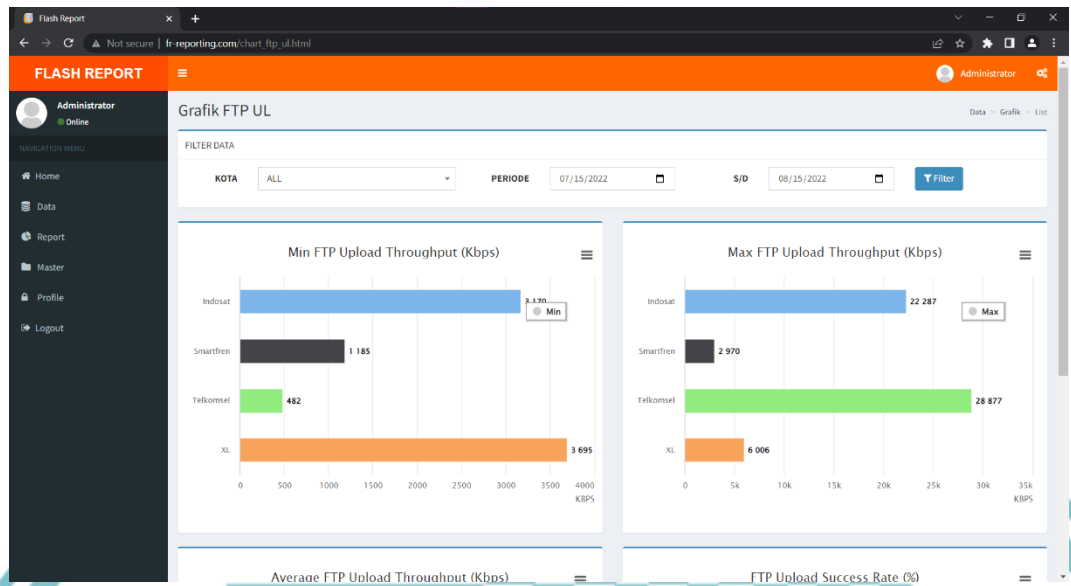 Flash Report
Not secure | fr-reporting.com/chart_ftp_ul.html
FLASH REPORT
Administrator
Administrator
Online
NAVIGATION MENU
Home
Data
Report
Master
Profile
Logout
Grafik FTP UL
Data > Grafik > List
FILTER DATA
KOTA ALL PERIODE 07/15/2022 S/D 08/15/2022 Filter
Min FTP Upload Throughput (Kbps)
Indosat 3 170
Min
Smartfren 1 185
Telkomsel 482
XL 3 695
0 500 1000 1500 2000 2500 3000 3500 4000
KBPS
Max FTP Upload Throughput (Kbps)
Indosat 22 287
Max
Smartfren 2 970
Telkomsel 28 877
XL 6 006
0 5k 10k 15k 20k 25k 30k 35k
KBPS
Average FTP Upload Throughput (Kbps)
FTP Upload Success Rate (%)